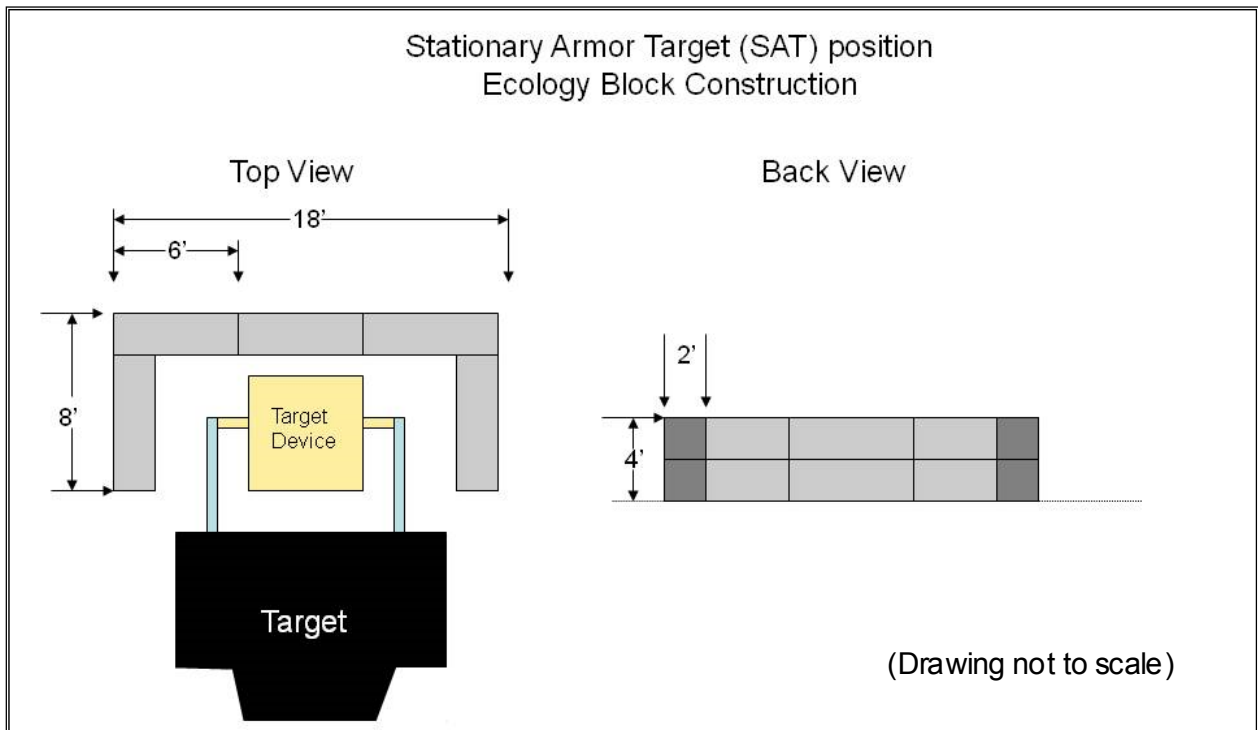 Stationary Armor Target (SAT) position
Ecology Block Construction
Top View
Back View
18'
6'
2'
8'
4'
Target
Device
Target
(Drawing not to scale)